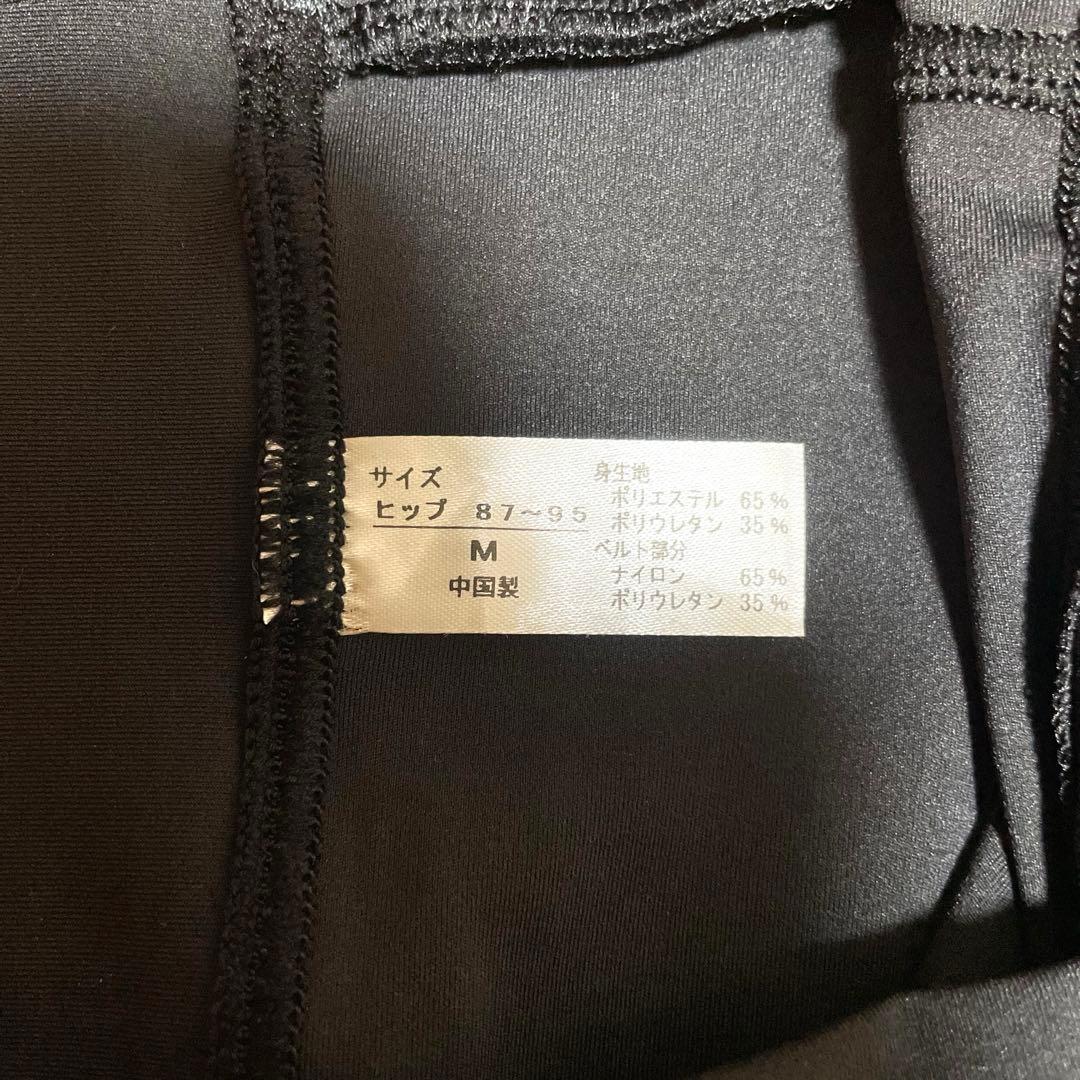 サイズ
ヒップ 87～95
M
中国製
身生地
ポリエステル 65%
ポリウレタン 35%
ベルト部分
ナイロン 65%
ポリウレタン 35%